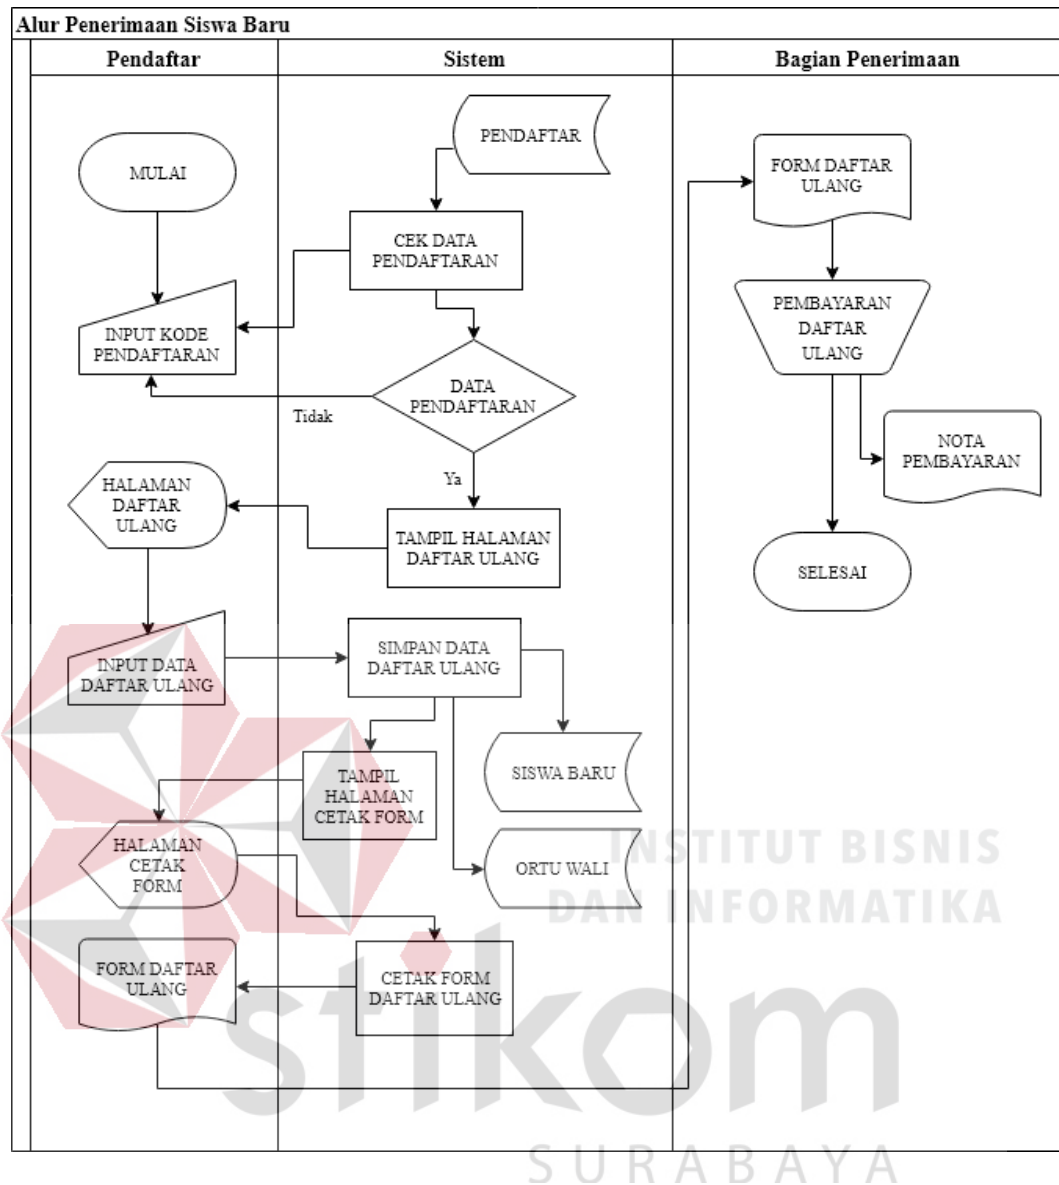 Alur Penerimaan Siswa Baru
Pendaftar
Sistem
Bagian Penerimaan
MULAI
INPUT KODE
PENDAFTARAN
PENDAFTAR
CEK DATA
PENDAFTARAN
DATA
PENDAFTARAN
Tidak
Ya
TAMPIL HALAMAN
DAFTAR ULANG
HALAMAN
DAFTAR
ULANG
INPUT DATA
DAFTAR ULANG
SIMPAN DATA
DAFTAR ULANG
SISWA BARU
ORTU WALI
TAMPIL
HALAMAN
CETAK FORM
HALAMAN
CETAK
FORM
CETAK FORM
DAFTAR ULANG
FORM DAFTAR
ULANG
FORM DAFTAR
ULANG
PEMBAYARAN
DAFTAR
ULANG
NOTA
PEMBAYARAN
SELESAI
INSTITUT BISNIS
DAN INFORMATIKA
stikom
SURABAYA